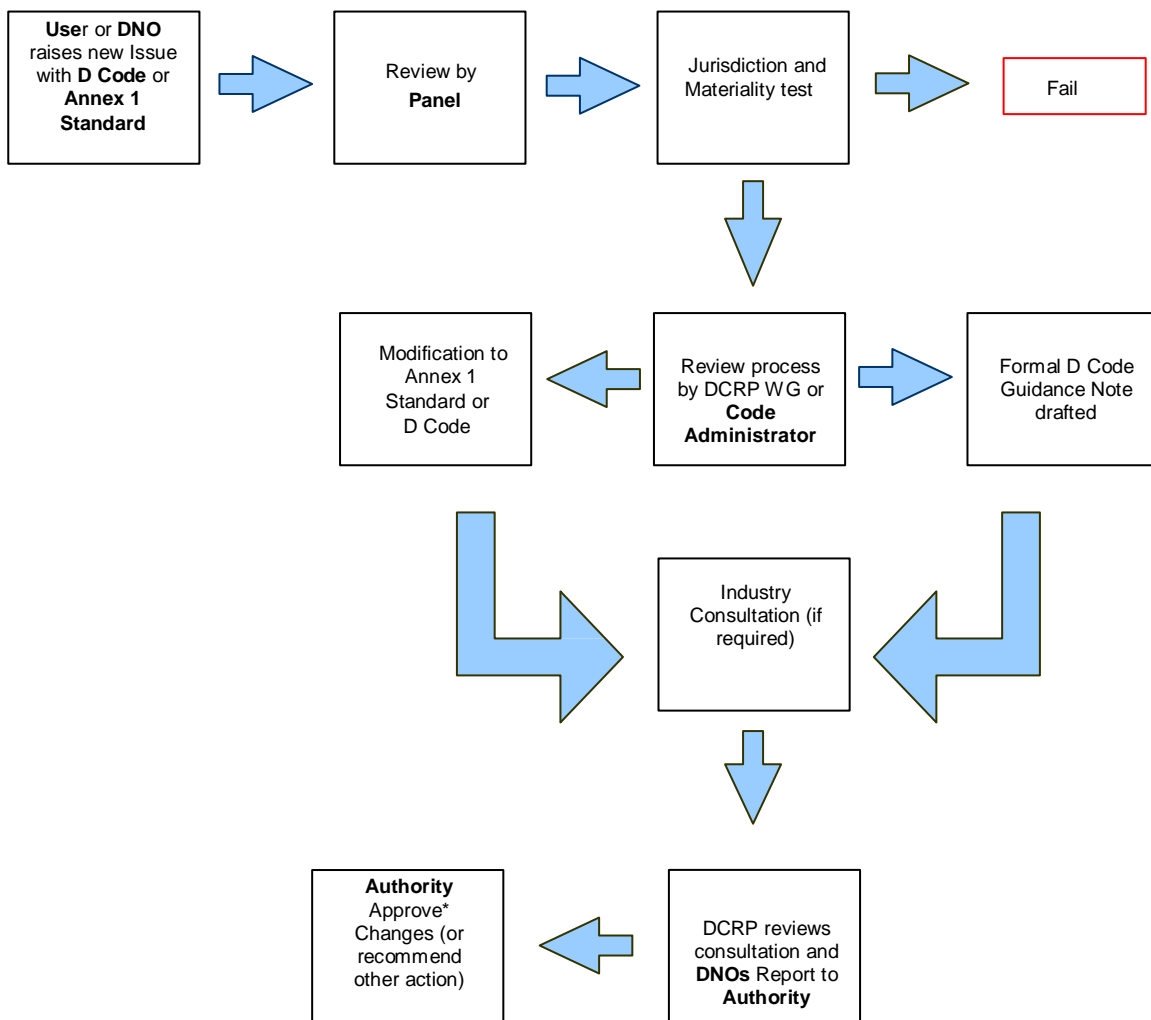 User or DNO
raises new Issue
with D Code or
Annex 1
Standard
Review by
Panel
Jurisdiction and
Materiality test
Fail
Modification to
Annex 1
Standard or
D Code
Review process
by DCRP WG or
Code
Administrator
Formal D Code
Guidance Note
drafted
Industry
Consultation (if
required)
Authority
Approve*
Changes (or
recommend
other action)
DCRP reviews
consultation and
DNOs Report to
Authority